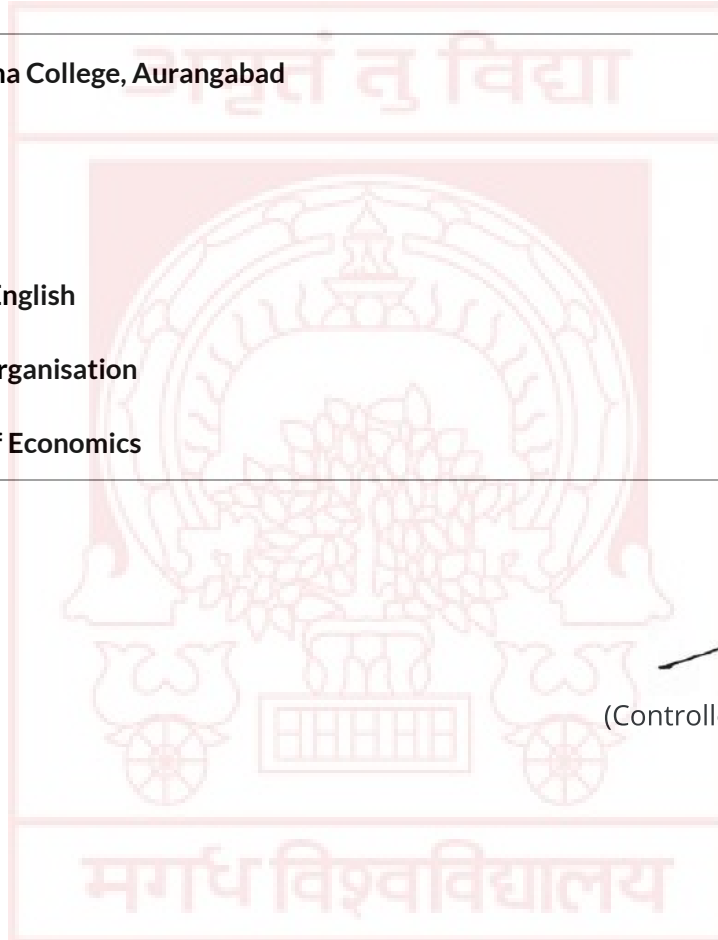 अमृतं तु विद्या
na College, Aurangabad
English
rganisation
f Economics
(Controll
मगध विश्वविद्यालय